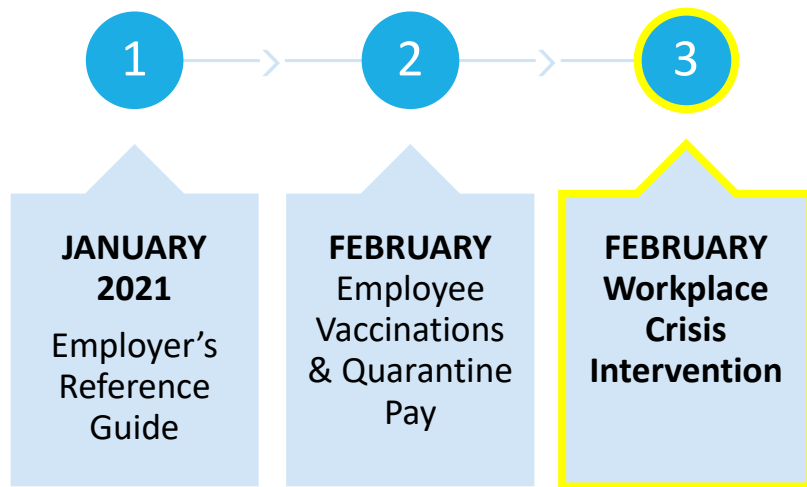 1
2
3
JANUARY
2021
Employer’s
Reference
Guide
FEBRUARY
Employee
Vaccinations
& Quarantine
Pay
FEBRUARY
Workplace
Crisis
Intervention